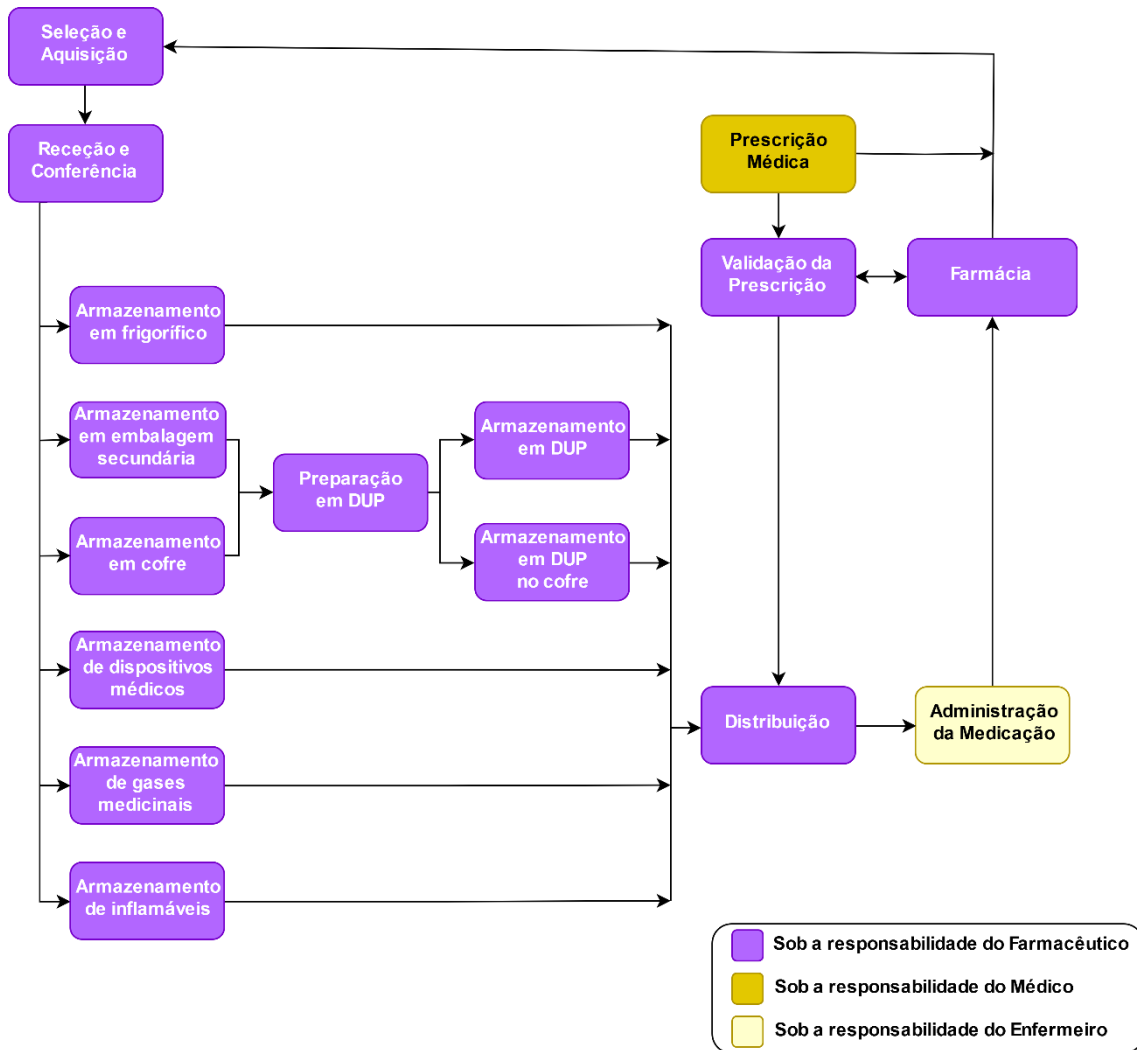 Seleção e
Aquisição
Receção e
Conferência
Prescrição
Médica
Validação da
Prescrição
Farmácia
Armazenamento
em frigorífico
Armazenamento
em embalagem
secundária
Preparação
em DUP
Armazenamento
em DUP
Armazenamento
em cofre
Armazenamento
em DUP
no cofre
Armazenamento
de dispositivos
médicos
Distribuição
Administração
da Medicação
Armazenamento
de gases
medicinais
Armazenamento
de inflamáveis
Sob a responsabilidade do Farmacêutico
Sob a responsabilidade do Médico
Sob a responsabilidade do Enfermeiro